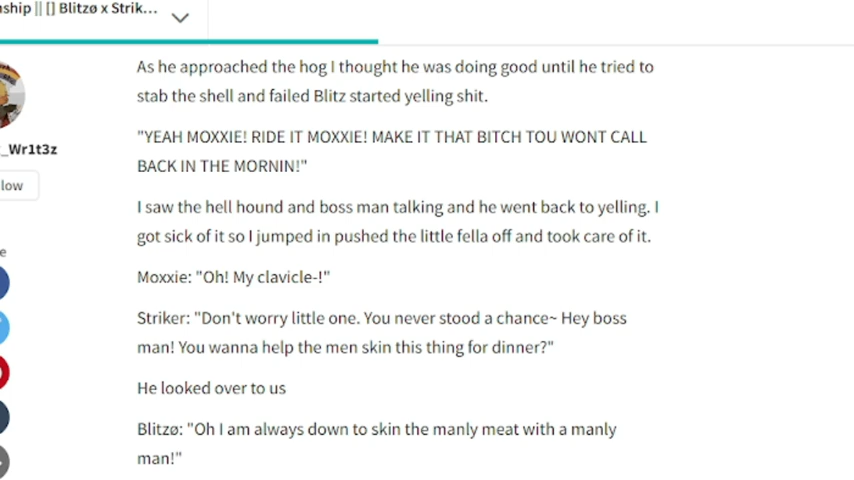 ship || [] Blitzø x Strik...
As he approached the hog I thought he was doing good until he tried to
stab the shell and failed Blitz started yelling shit.
_Wr1t3z
"YEAH MOXXIE! RIDE IT MOXXIE! MAKE IT THAT BITCH TOU WONT CALL
BACK IN THE MORNIN!"
low
I saw the hell hound and boss man talking and he went back to yelling. I
got sick of it so I jumped in pushed the little fella off and took care of it.
e
Moxxie: "Oh! My clavicle-!"
Striker: "Don't worry little one. You never stood a chance~ Hey boss
man! You wanna help the men skin this thing for dinner?"
He looked over to us
Blitzø: "Oh I am always down to skin the manly meat with a manly
man!"